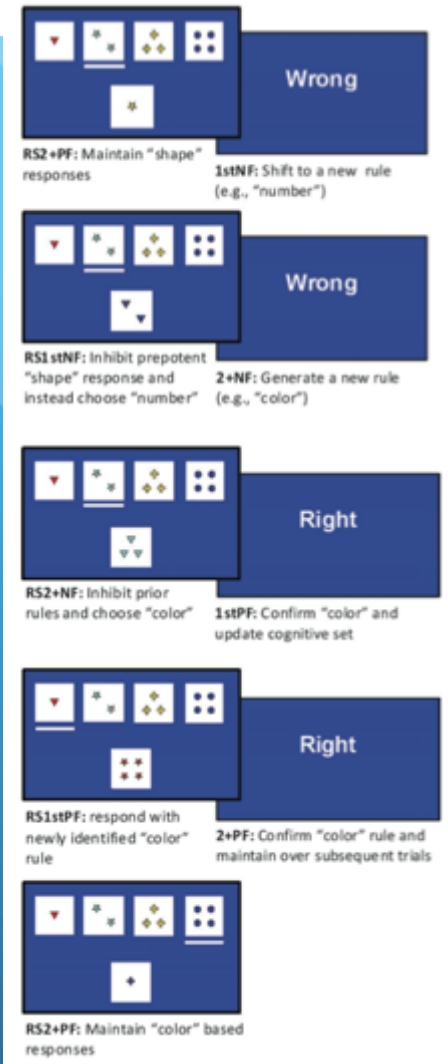 Wrong
RS2+PF: Maintain “shape”
responses
1stNF: Shift to a new rule
(e.g., “number”)
Wrong
RS1stNF: Inhibit prepotent
“shape” response and
instead choose “number”
2+NF: Generate a new rule
(e.g., “color”)
Right
RS2+NF: Inhibit prior
rules and choose “color”
1stPF: Confirm “color” and
update cognitive set
Right
RS1stPF: respond with
newly identified “color”
rule
2+PF: Confirm “color” rule and
maintain over subsequent trials
RS2+PF: Maintain “color” based
responses